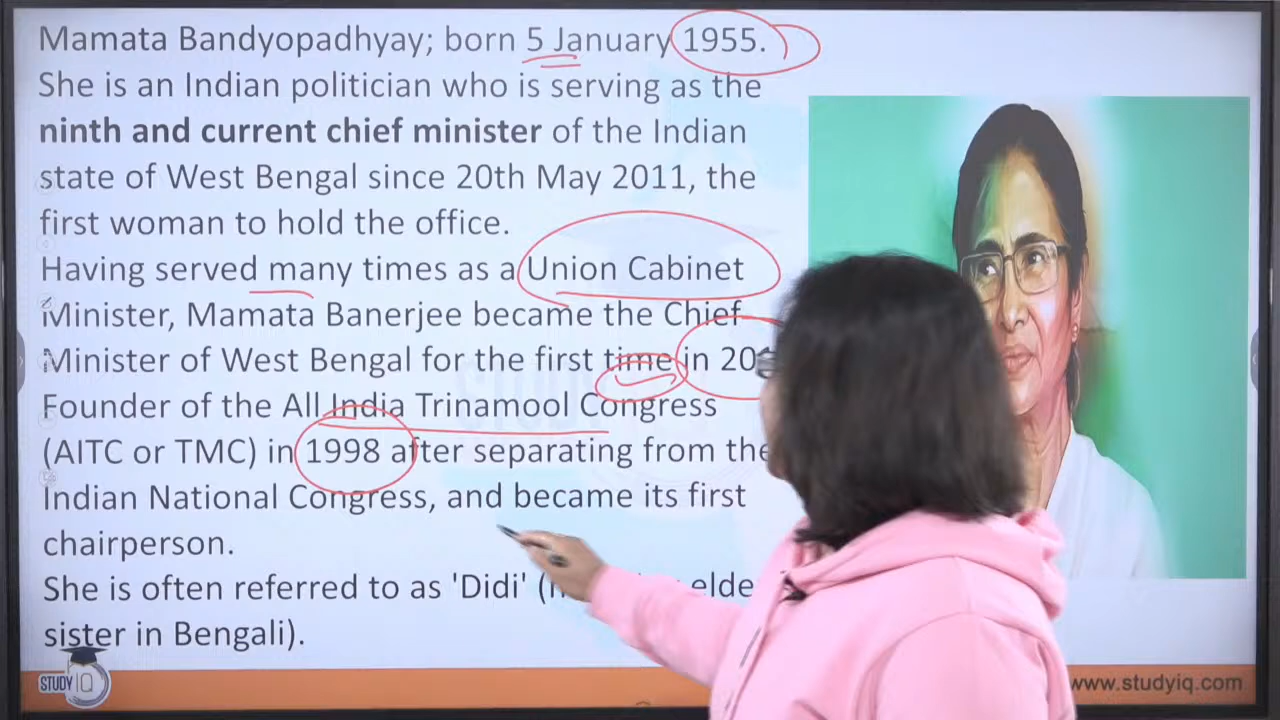 Mamata Bandyopadhyay; born 5 January 1955.
She is an Indian politician who is serving as the
ninth and current chief minister of the Indian
state of West Bengal since 20th May 2011, the
first woman to hold the office.
Having served many times as a Union Cabinet
Minister, Mamata Banerjee became the Chief
Minister of West Bengal for the first time in
Founder of the All India Trinamool Congress
(AITC or TMC) in 1998 after separating from the
Indian National Congress, and became its first
chairperson.
She is often referred to as 'Didi' (
sister in Bengali).
STUDY IQ
www.studyiq.com